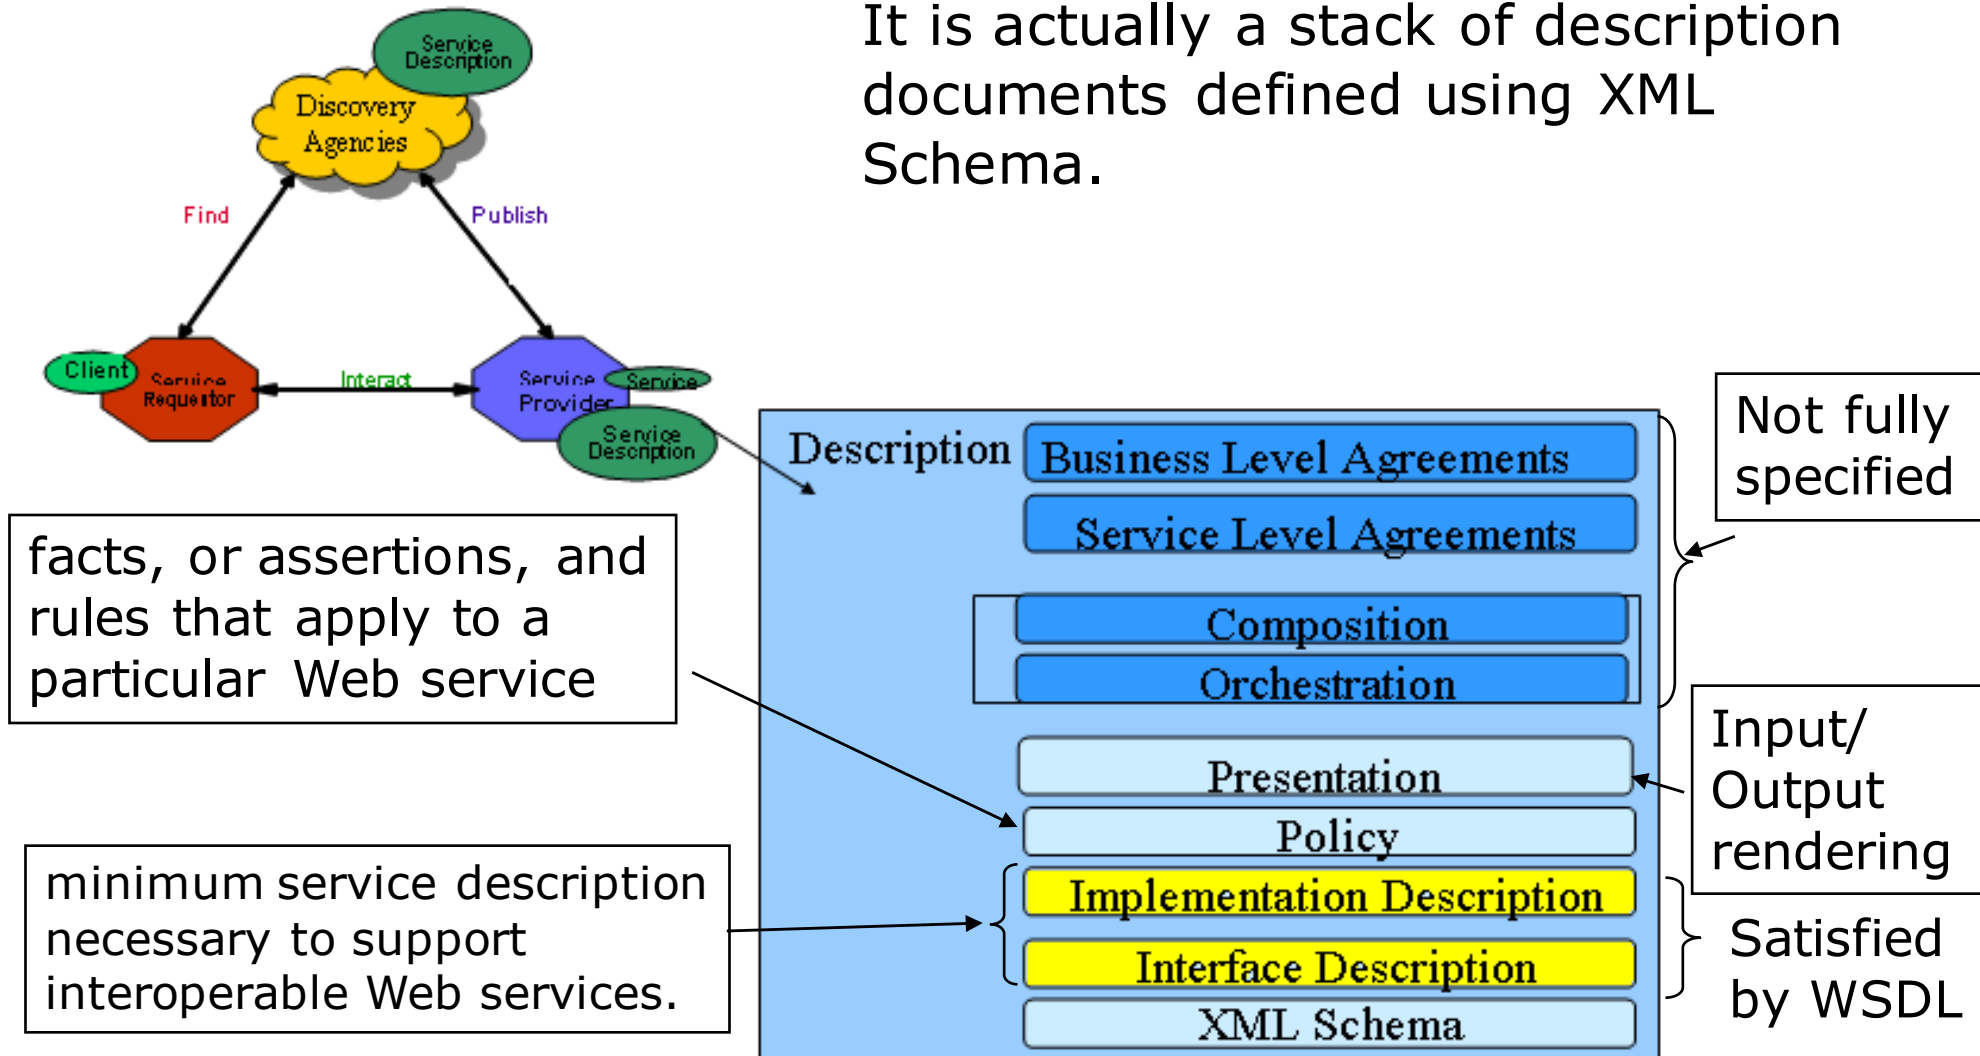 It is actually a stack of description
documents defined using XML
Schema.
Service
Description
Discovery
Agencies
Find
Publish
Client
Service
Requestor
Interact
Service
Provider
Service
Service
Description
Description
Business Level Agreements
Service Level Agreements
Composition
Orchestration
Presentation
Policy
Implementation Description
Interface Description
XML Schema
Not fully
specified
facts, or assertions, and
rules that apply to a
particular Web service
Input/
Output
rendering
minimum service description
necessary to support
interoperable Web services.
Satisfied
by WSDL